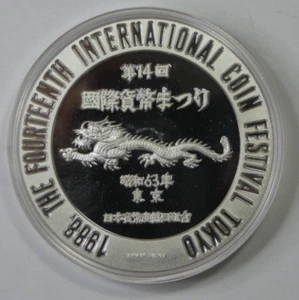 1988, THE FOURTEENTH INTERNATIONAL COIN FESTIVAL TOKYO
第14回
國際貨幣まつり
昭和63年
東京